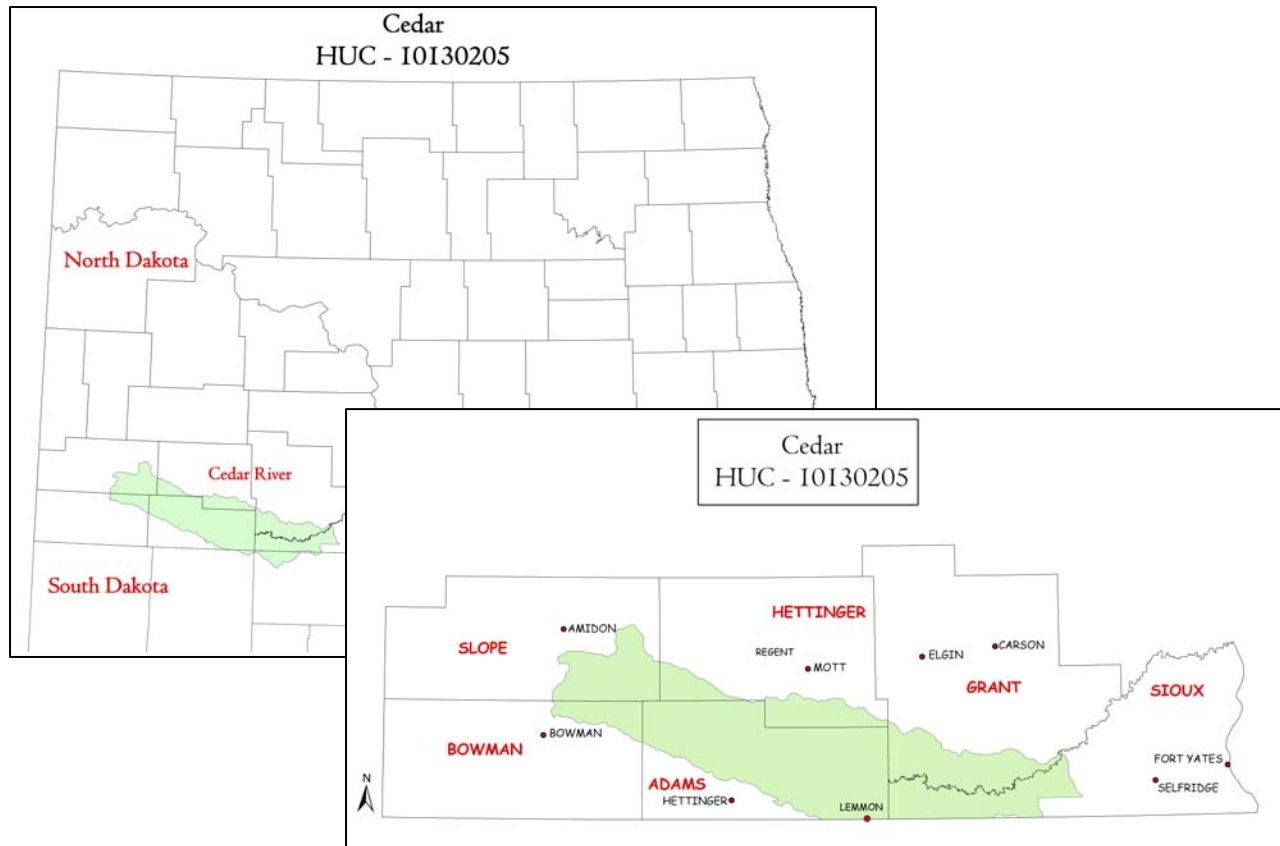 Cedar
HUC - 10130205
North Dakota
Cedar River
South Dakota
Cedar
HUC - 10130205
HETTINGER
AMIDON
SLOPE
REGENT
MOTT
ELGIN
CARSON
GRANT
SIOUX
BOWMAN
BOWMAN
FORT YATES
SELFRIDGE
N
ADAMS
HETTINGER
LEMMON